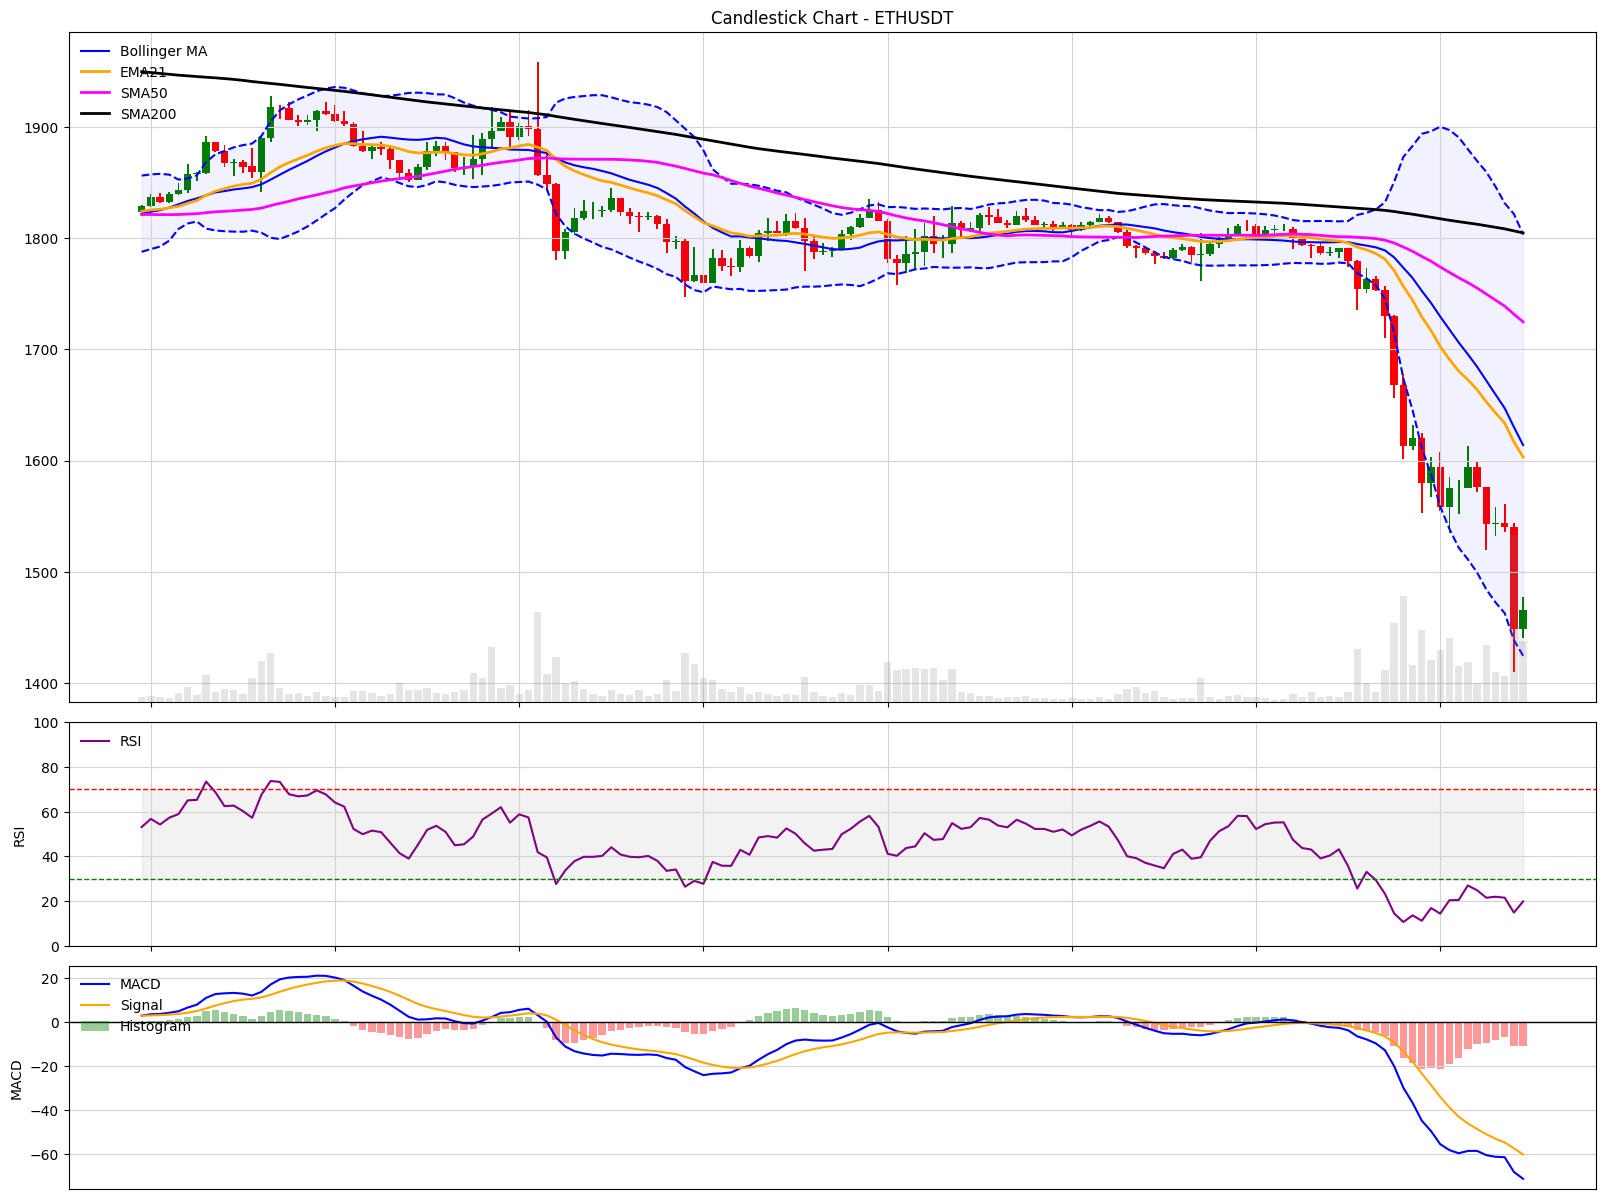 Candlestick Chart - ETHUSDT
Bollinger MA
EMA21
SMA50
SMA200
1900
1800
1700
1600
1500
1400
RSI
100
80
60
40
20
0
RSI
MACD
Signal
Histogram
20
0
−20
−40
−60
MACD